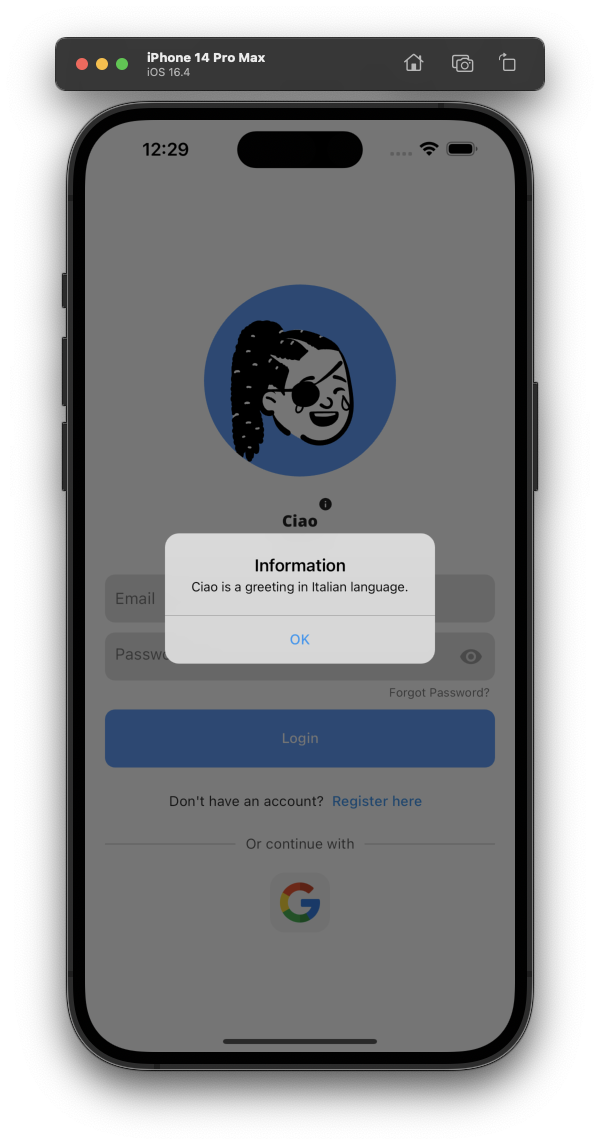 iPhone 14 Pro Max
iOS 16.4
12:29
Ciao
Information
Ciao is a greeting in Italian language.
OK
Email
Passwo
Forgot Password?
Login
Don't have an account? Register here
Or continue with